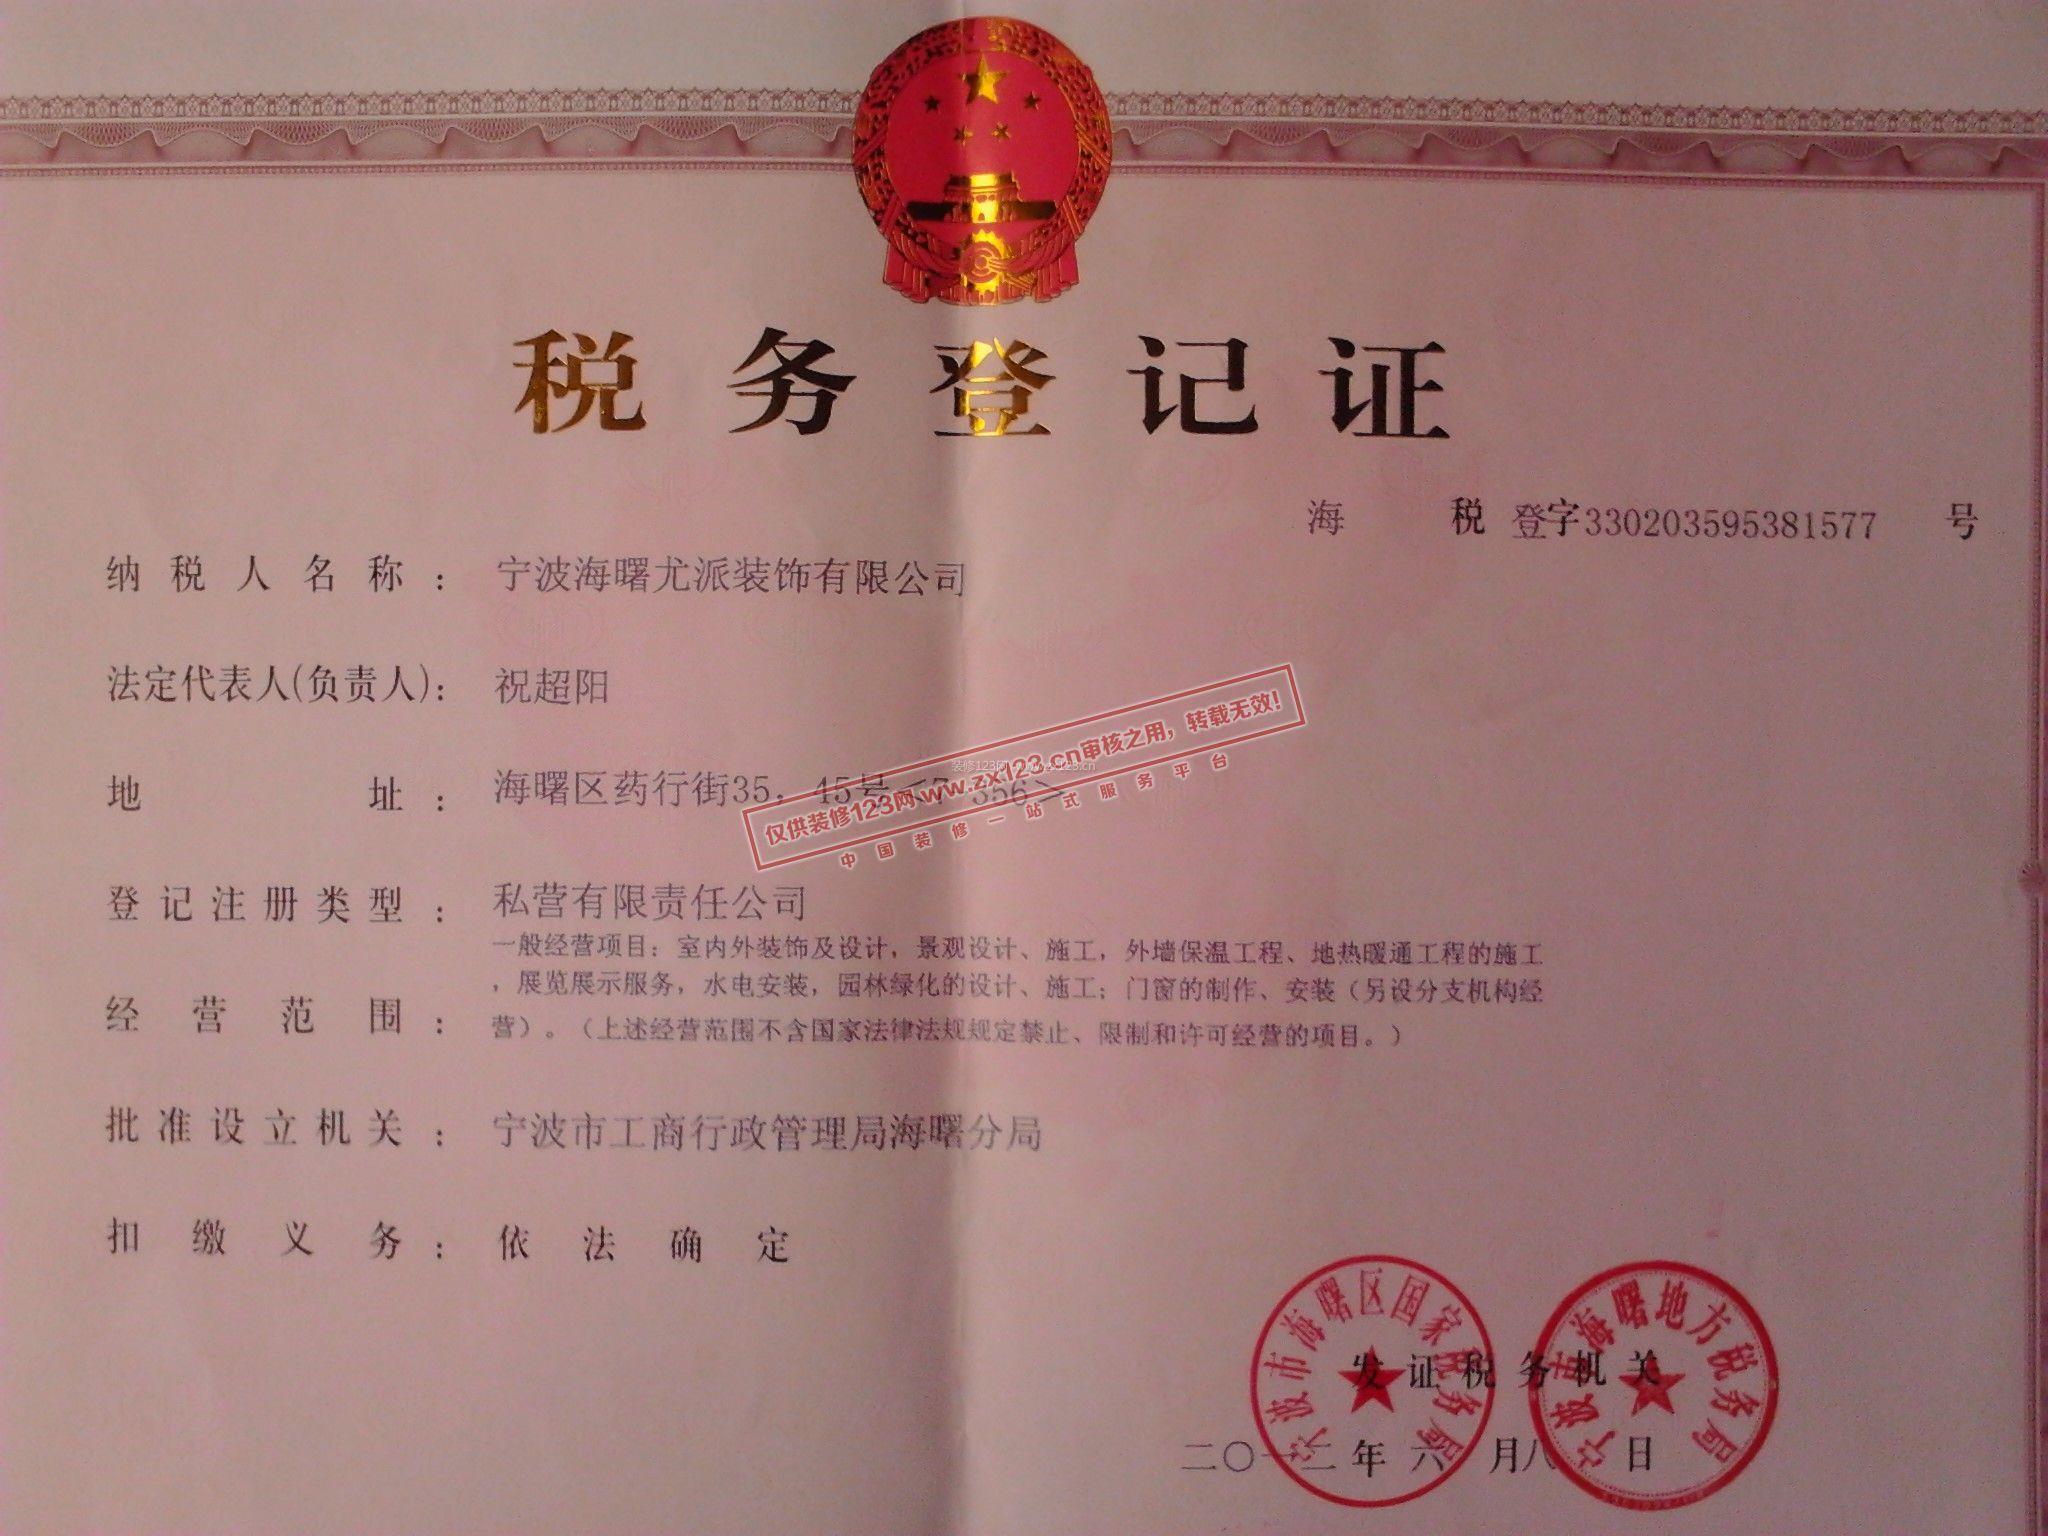 税务登记证
海 税 登字330203595381577 号
纳税人名称： 宁波海曙尤派装饰有限公司
法定代表人(负责人)： 祝超阳
地址： 海曙区药行街35，45号<7-356>
装修123网 www.zx123.cn
仅供装修123网www.zx123.cn审核之用，转载无效!
中国装修一站式服务平台
登记注册类型： 私营有限责任公司
一般经营项目：室内外装饰及设计，景观设计、施工，外墙保温工程、地热暖通工程的施工
，展览展示服务，水电安装，园林绿化的设计、施工；门窗的制作、安装（另设分支机构经
经营范围： 营）。（上述经营范围不含国家法律法规规定禁止、限制和许可经营的项目。）
批准设立机关： 宁波市工商行政管理局海曙分局
扣缴义务： 依法确定
宁波市海曙区国家税务局
宁波市海曙地方税务局
发证税务机关
二〇一二年六月八日